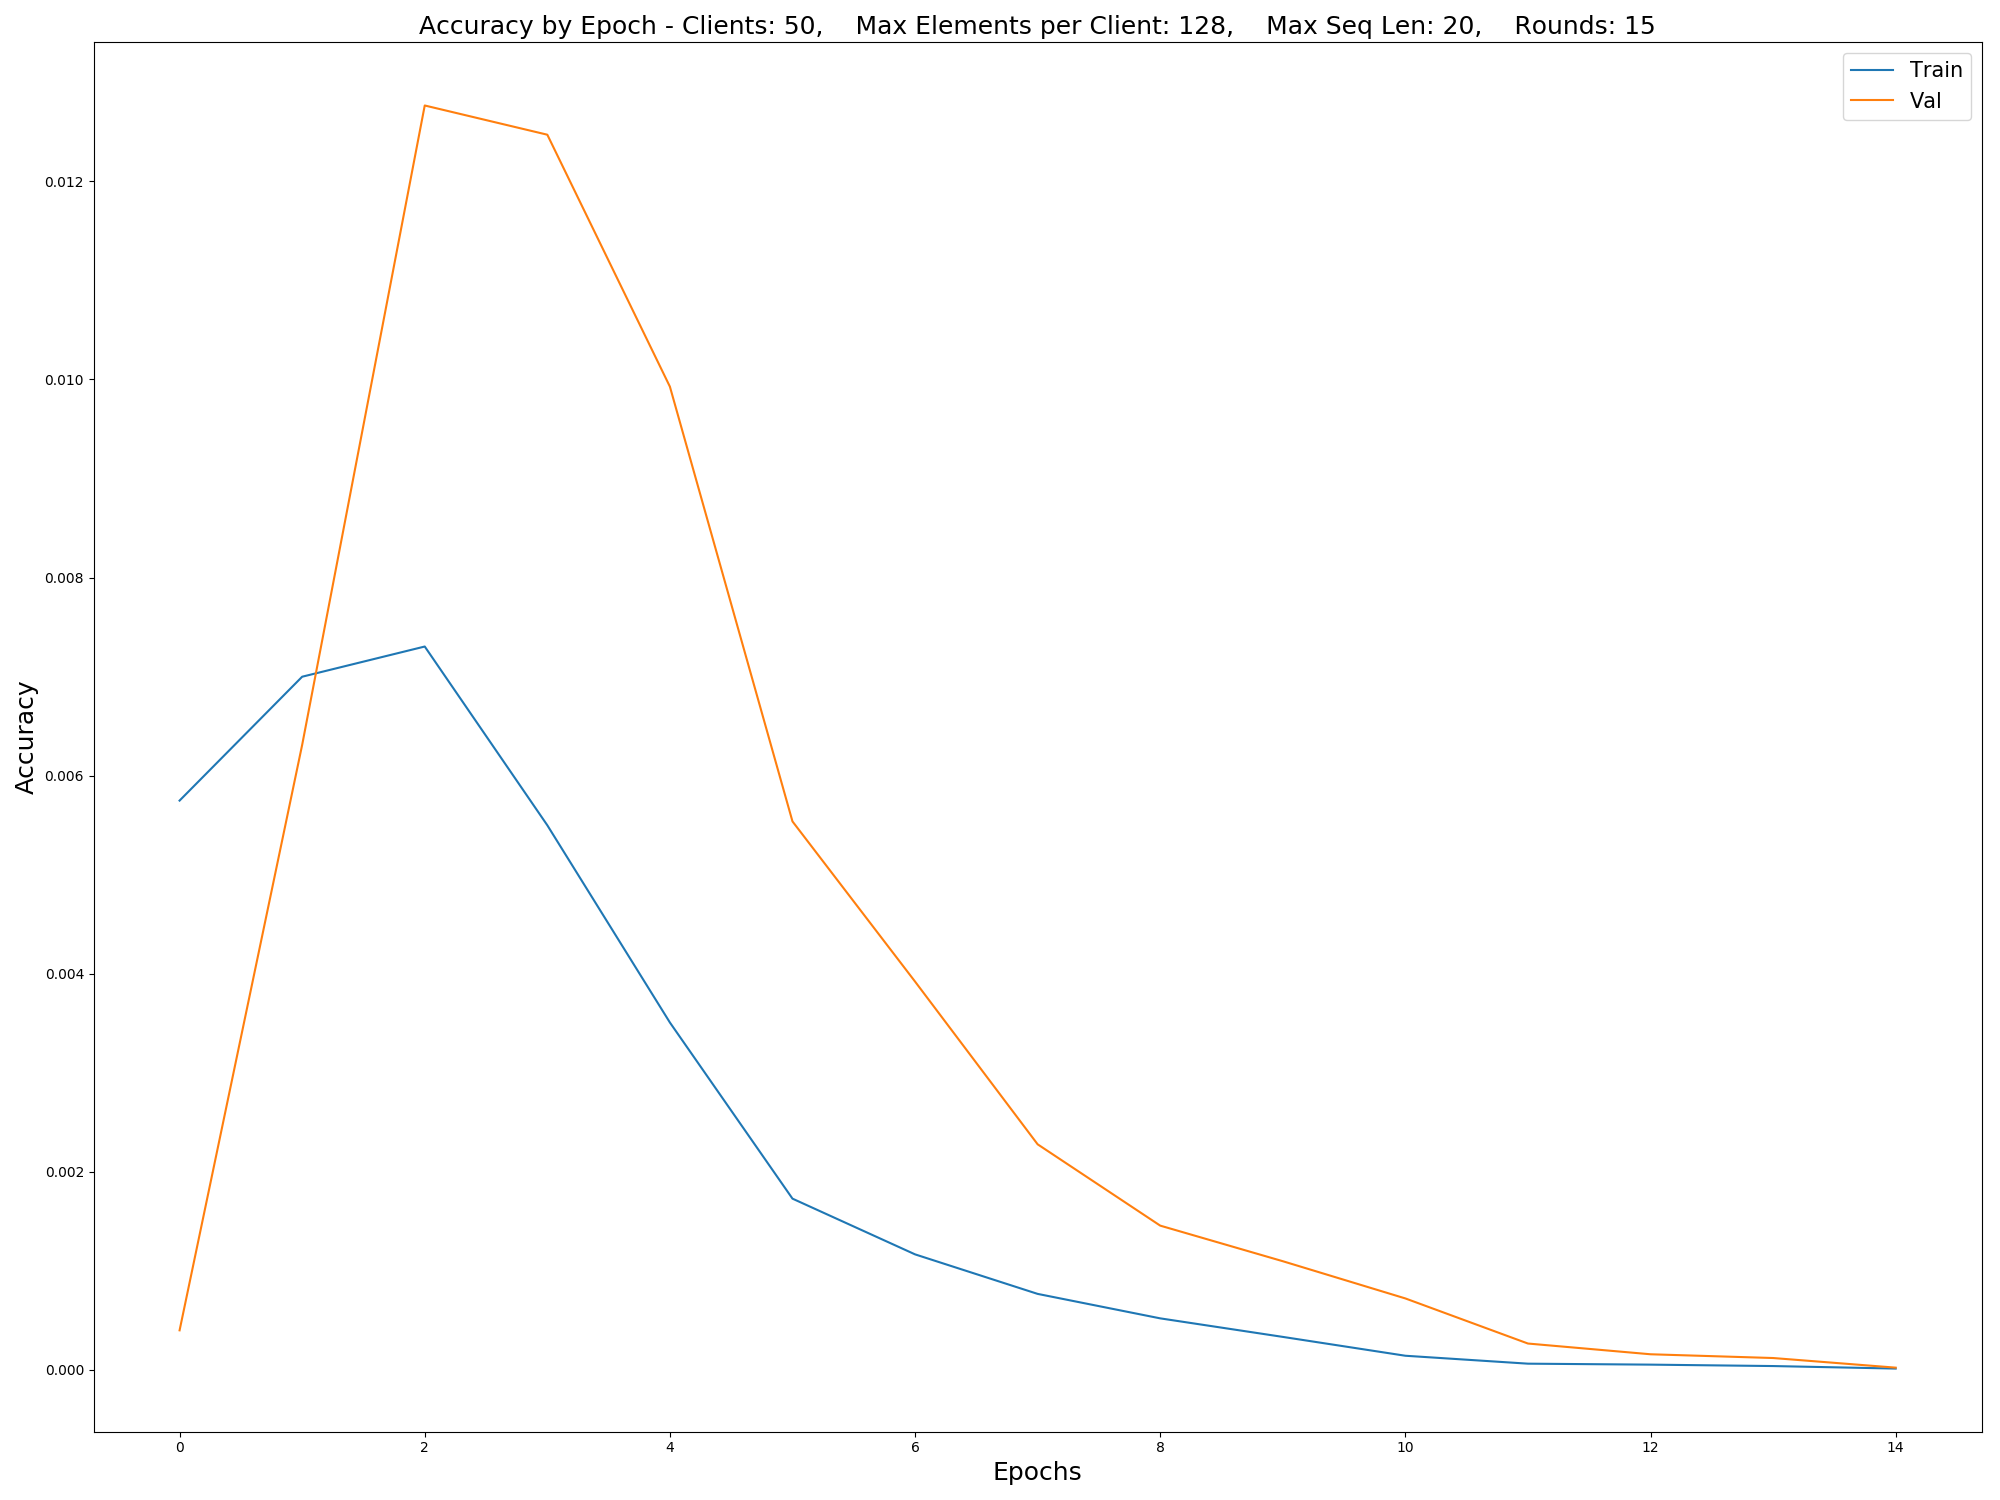 Accuracy by Epoch - Clients: 50,    Max Elements per Client: 128,    Max Seq Len: 20,    Rounds: 15
Train
Val
0.012
0.010
0.008
0.006
0.004
0.002
0.000
Accuracy
0 2 4 6 8 10 12 14
Epochs